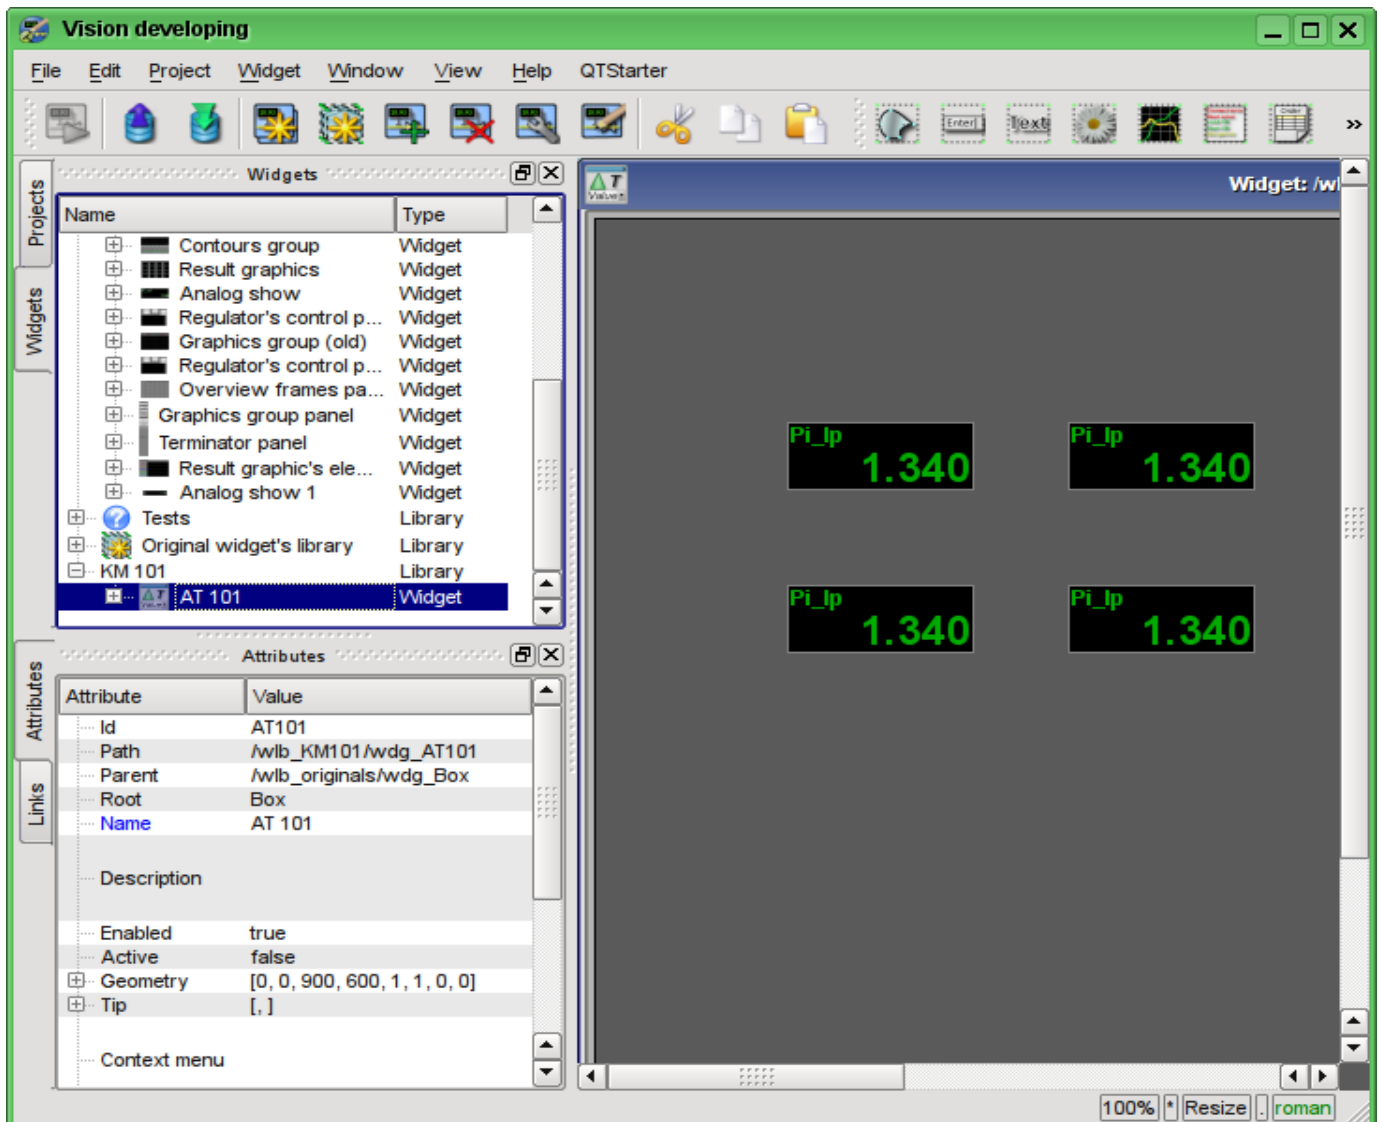 Vision developing
File Edit Project Widget Window View Help QTStarter
Enter
Text
Projects
Widgets
Widgets
Name Type
Contours group Widget
Result graphics Widget
Analog show Widget
Regulator's control p... Widget
Graphics group (old) Widget
Regulator's control p... Widget
Overview frames pa... Widget
Graphics group panel Widget
Terminator panel Widget
Result graphic's ele... Widget
Analog show 1 Widget
Tests Library
Original widget's library Library
KM 101 Library
AT 101 Widget
Attributes
Links
Attributes
Attribute Value
Id AT101
Path /wlb_KM101/wdg_AT101
Parent /wlb_originals/wdg_Box
Root Box
Name AT 101
Description
Enabled true
Active false
Geometry [0, 0, 900, 600, 1, 1, 0, 0]
Tip [, ]
Context menu
Widget: /wl
Pi_lp
1.340
Pi_lp
1.340
Pi_lp
1.340
Pi_lp
1.340
100% * Resize . roman